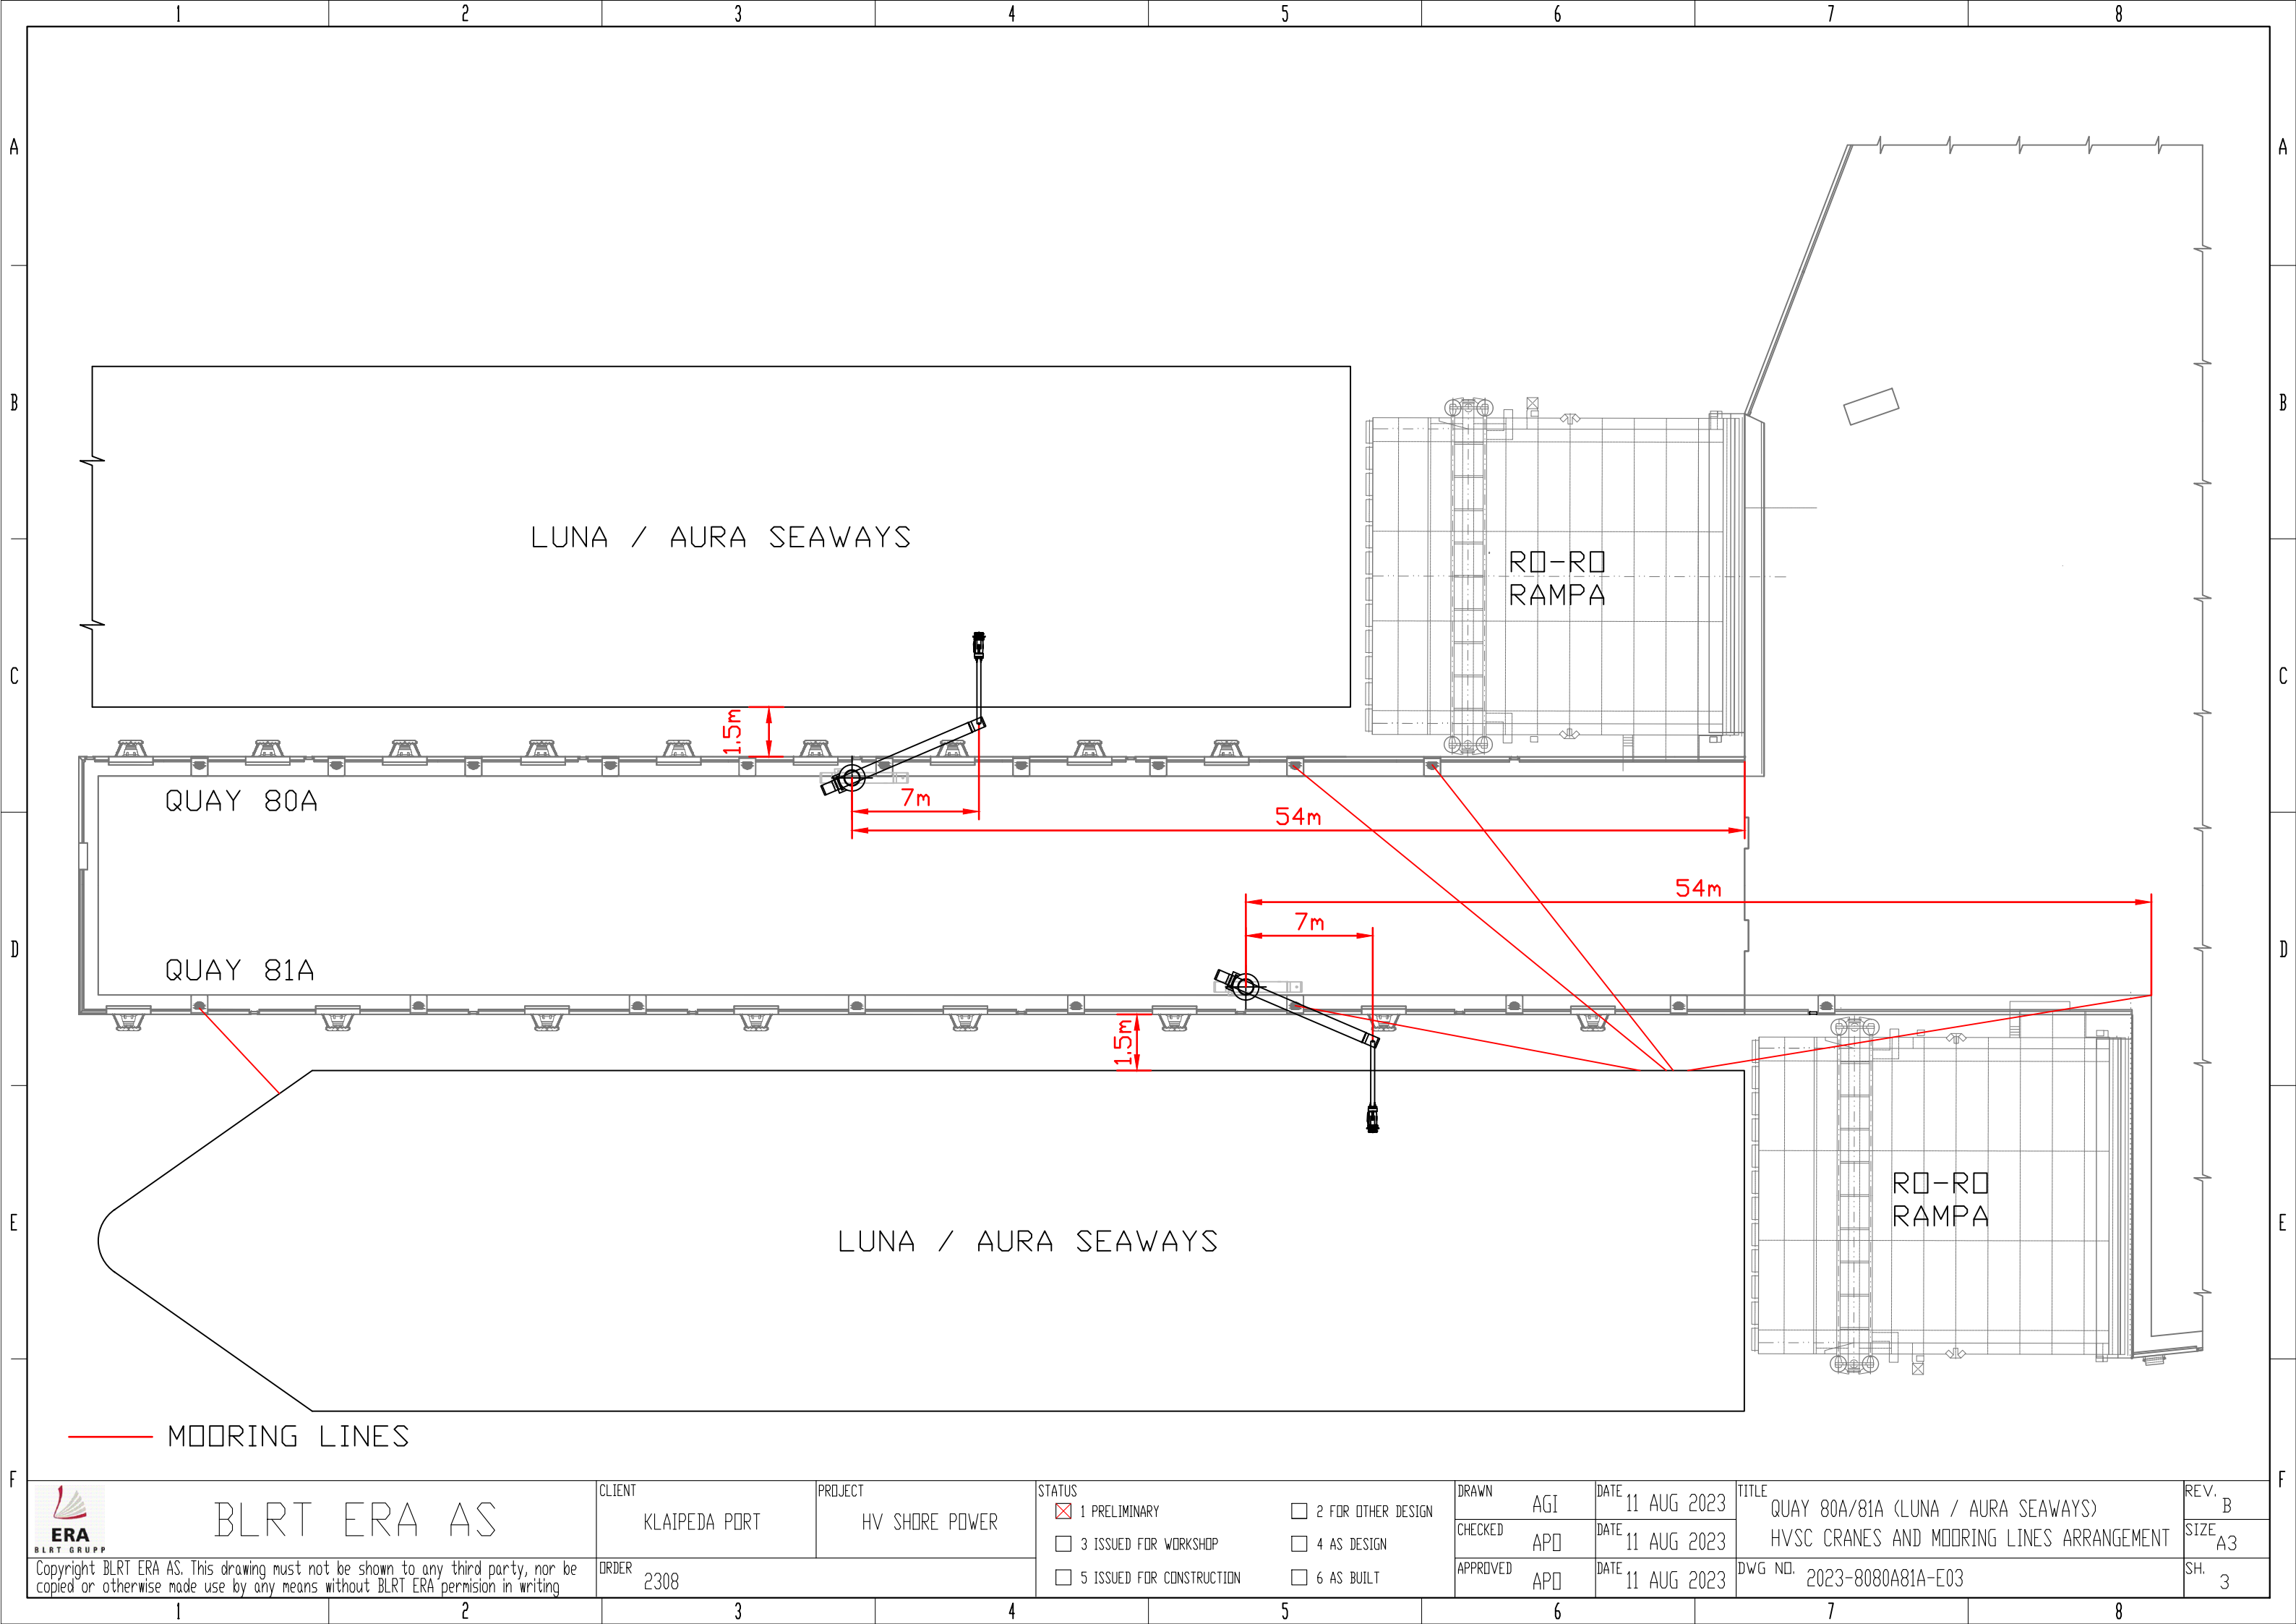 1 2 3 4 5 6 7 8
A A
B B
LUNA / AURA SEAWAYS
RO-RO
RAMPA
C C
1.5m
QUAY 80A
7m
54m
54m
7m
D D
QUAY 81A
1.5m
RO-RO
RAMPA
E E
LUNA / AURA SEAWAYS
MOORING LINES
F F
ERA
BLRT GRUPP
BLRT ERA AS
Copyright BLRT ERA AS. This drawing must not be shown to any third party, nor be
copied or otherwise made use by any means without BLRT ERA permision in writing
CLIENT
KLAIPEDA PORT
PROJECT
HV SHORE POWER
ORDER
2308
STATUS
1 PRELIMINARY
2 FOR OTHER DESIGN
3 ISSUED FOR WORKSHOP
4 AS DESIGN
5 ISSUED FOR CONSTRUCTION
6 AS BUILT
DRAWN AGI DATE 11 AUG 2023
CHECKED APO DATE 11 AUG 2023
APPROVED APO DATE 11 AUG 2023
TITLE
QUAY 80A/81A (LUNA / AURA SEAWAYS)
HVSC CRANES AND MOORING LINES ARRANGEMENT
DWG NO. 2023-8080A81A-E03
REV. B
SIZE A3
SH. 3
1 2 3 4 5 6 7 8